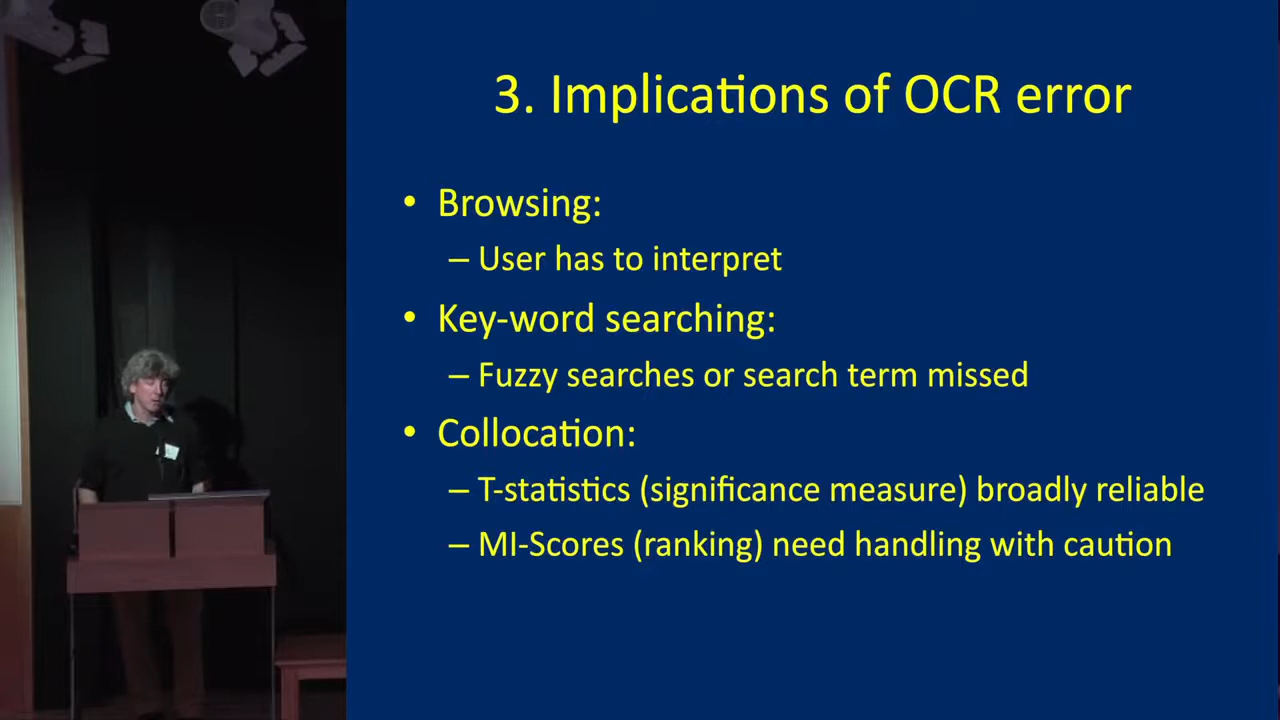 3. Implications of OCR error
• Browsing:
– User has to interpret
• Key-word searching:
– Fuzzy searches or search term missed
• Collocation:
– T-statistics (significance measure) broadly reliable
– MI-Scores (ranking) need handling with caution